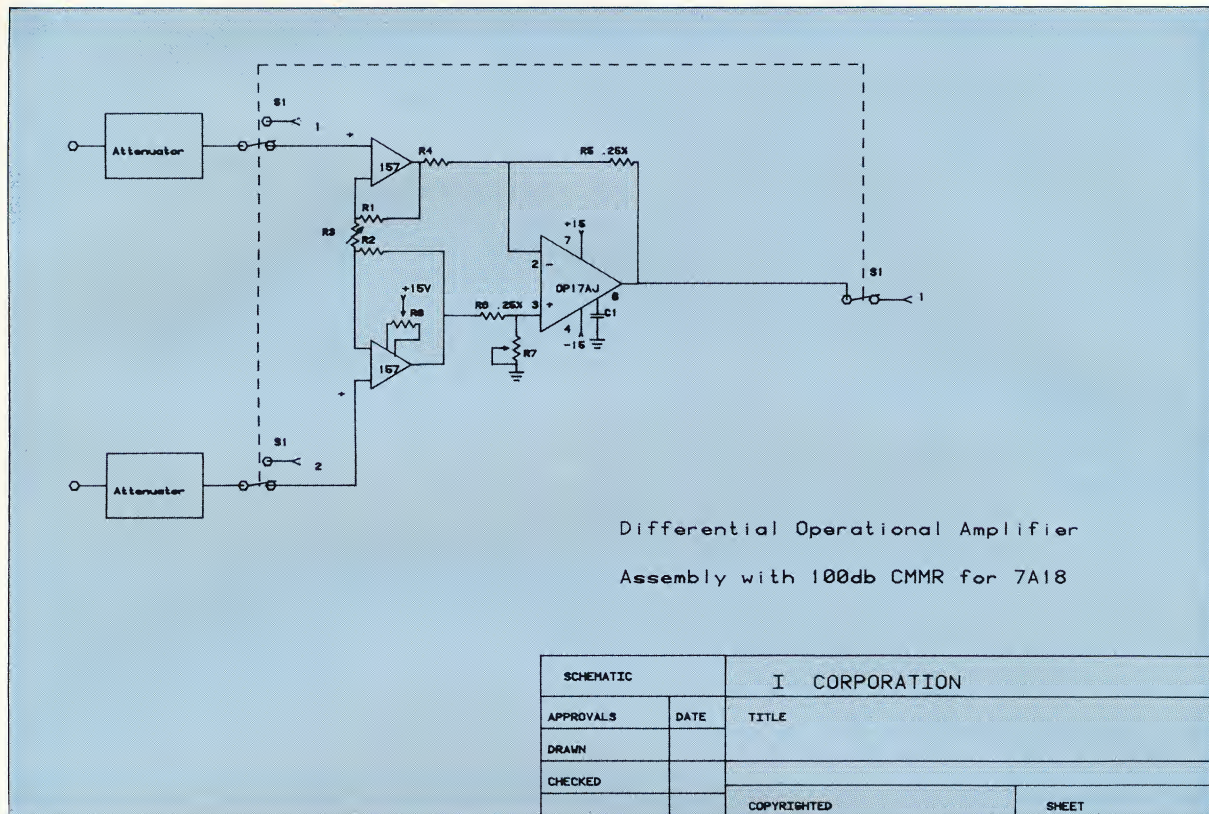 S1
1
+
Attenuator
157
R4
R5 .25%
R1
R3
R2
+15
7
2 -
OP17AJ
6
S1
1
+15V
R6
R6 .25%
3 +
C1
4
-15
R7
157
+
S1
2
Attenuator
Differential Operational Amplifier
Assembly with 100db CMMR for 7A18
SCHEMATIC
I CORPORATION
APPROVALS
DATE
TITLE
DRAWN
CHECKED
COPYRIGHTED
SHEET